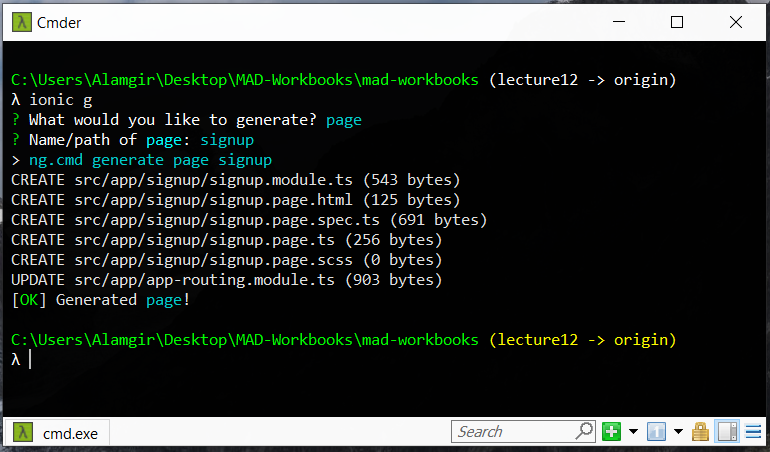 Cmder
C:\Users\Alamgir\Desktop\MAD-Workbooks\mad-workbooks (lecture12 -> origin)
λ ionic g
? What would you like to generate? page
? Name/path of page: signup
> ng.cmd generate page signup
CREATE src/app/signup/signup.module.ts (543 bytes)
CREATE src/app/signup/signup.page.html (125 bytes)
CREATE src/app/signup/signup.page.spec.ts (691 bytes)
CREATE src/app/signup/signup.page.ts (256 bytes)
CREATE src/app/signup/signup.page.scss (0 bytes)
UPDATE src/app/app-routing.module.ts (903 bytes)
[OK] Generated page!
C:\Users\Alamgir\Desktop\MAD-Workbooks\mad-workbooks (lecture12 -> origin)
λ
cmd.exe Search